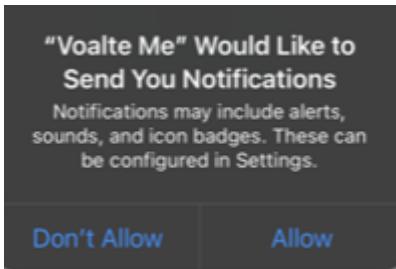 “Voalte Me” Would Like to
Send You Notifications
Notifications may include alerts,
sounds, and icon badges. These can
be configured in Settings.
Don't Allow
Allow